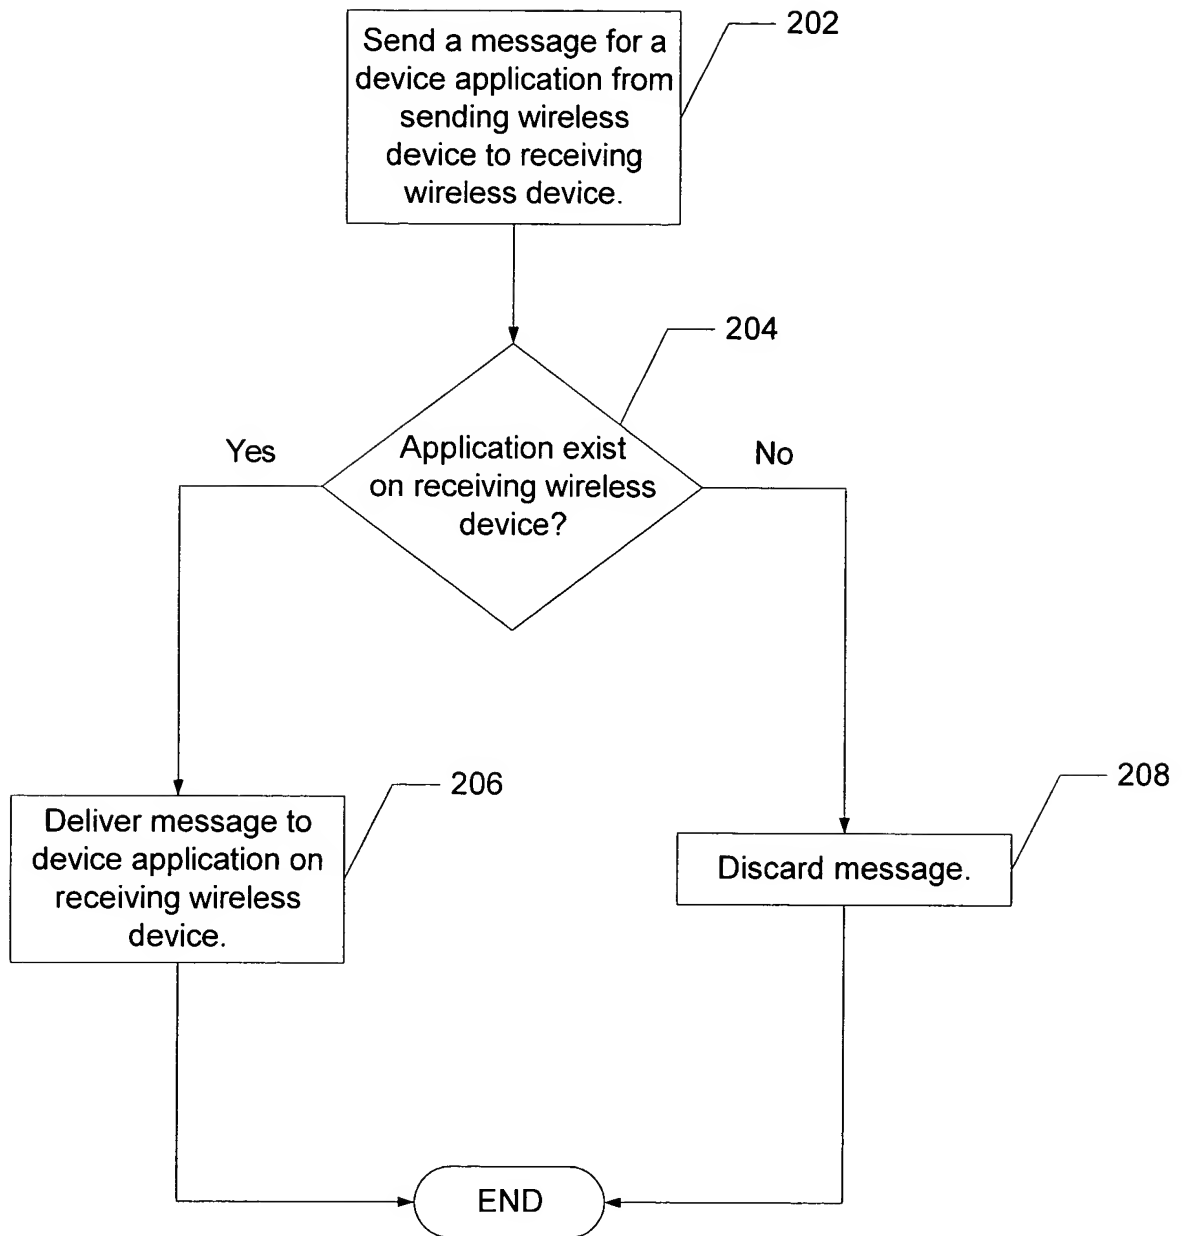 Send a message for a
device application from
sending wireless
device to receiving
wireless device.
202
204
Yes
Application exist
on receiving wireless
device?
No
206
Deliver message to
device application on
receiving wireless
device.
208
Discard message.
END